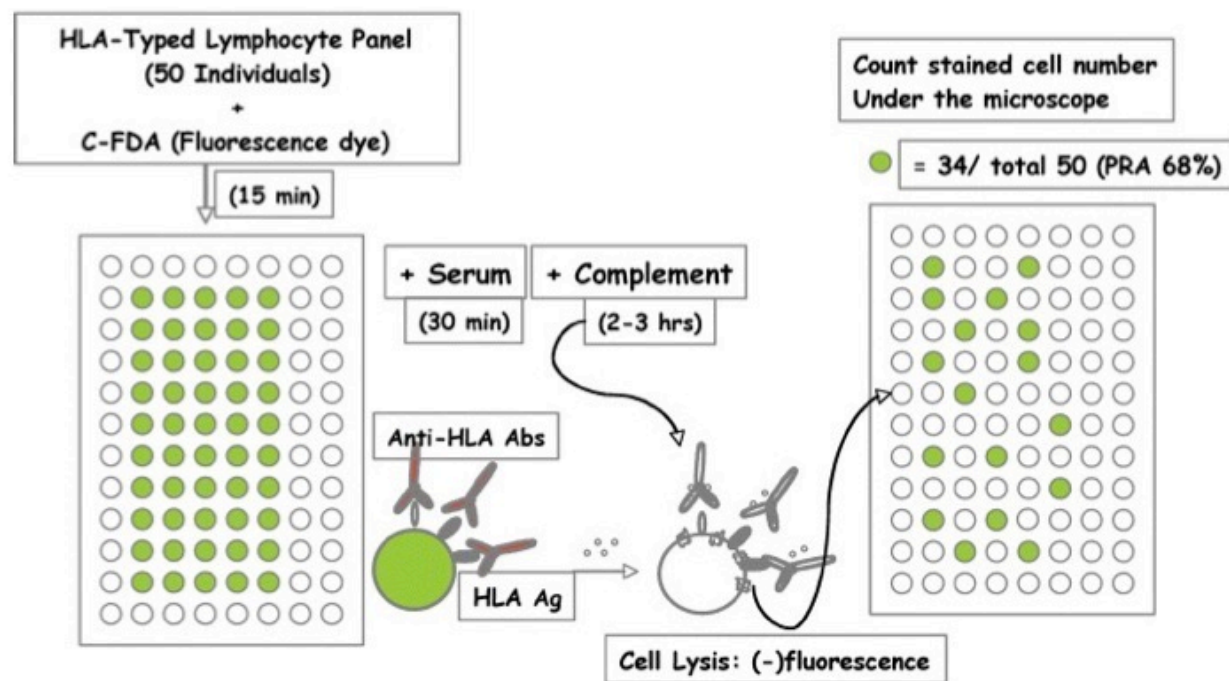 HLA-Typed Lymphocyte Panel
(50 Individuals)
+
C-FDA (Fluorescence dye)
(15 min)
+ Serum
(30 min)
+ Complement
(2-3 hrs)
Anti-HLA Abs
HLA Ag
Cell Lysis: (-)fluorescence
Count stained cell number
Under the microscope
= 34/ total 50 (PRA 68%)